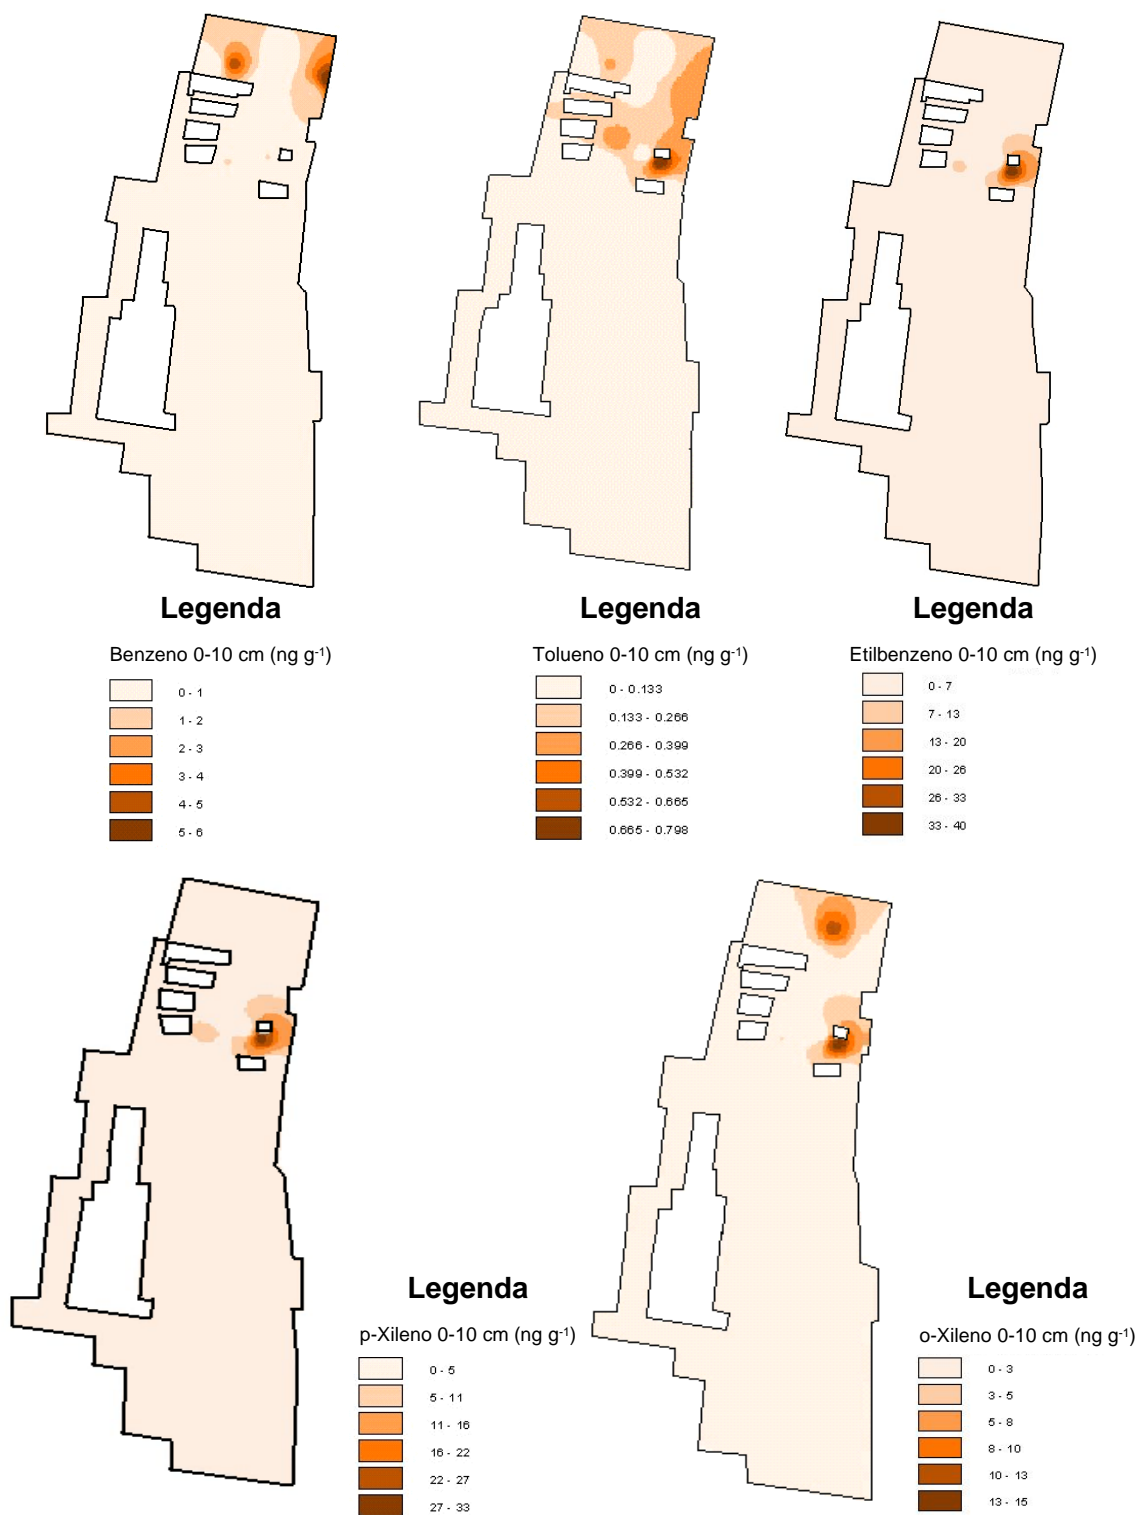 Legenda
Benzeno 0-10 cm (ng g-1)
0 - 1
1 - 2
2 - 3
3 - 4
4 - 5
5 - 6
Legenda
Tolueno 0-10 cm (ng g-1)
0 - 0.133
0.133 - 0.266
0.266 - 0.399
0.399 - 0.532
0.532 - 0.665
0.665 - 0.798
Legenda
Etilbenzeno 0-10 cm (ng g-1)
0 - 7
7 - 13
13 - 20
20 - 26
26 - 33
33 - 40
Legenda
p-Xileno 0-10 cm (ng g-1)
0 - 5
5 - 11
11 - 16
16 - 22
22 - 27
27 - 33
Legenda
o-Xileno 0-10 cm (ng g-1)
0 - 3
3 - 5
5 - 8
8 - 10
10 - 13
13 - 15